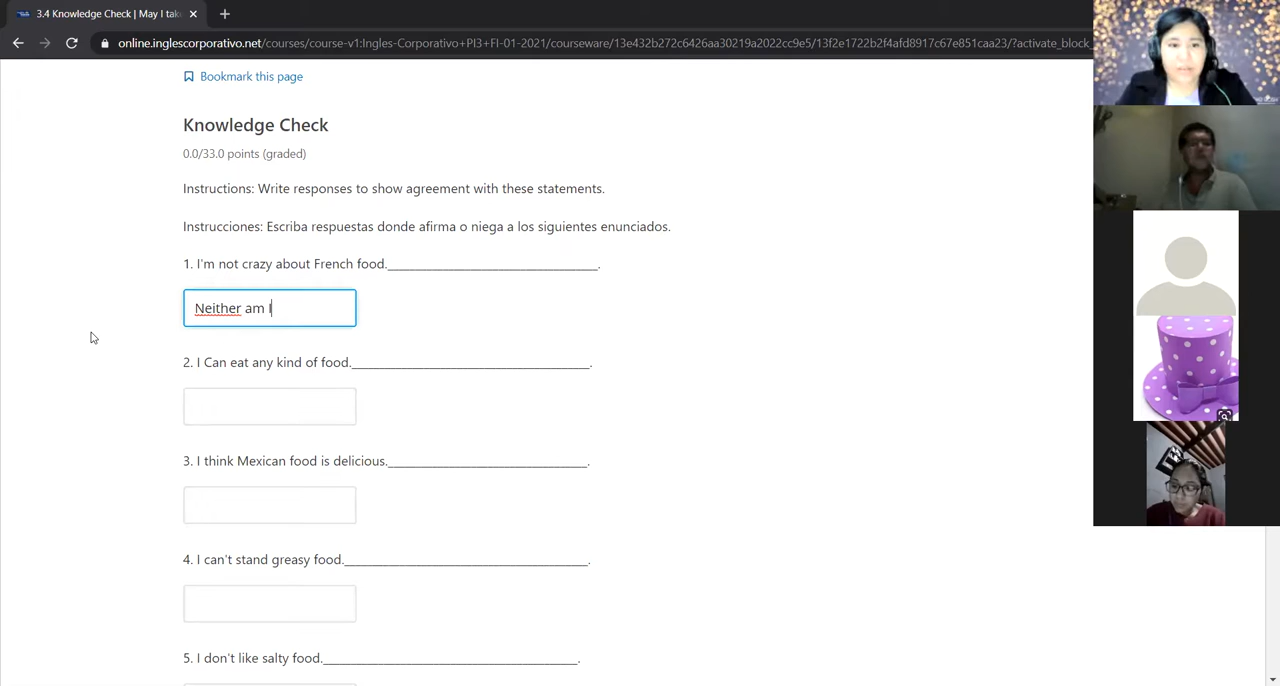 3.4 Knowledge Check | May I tak
online.inglescorporativo.net/courses/course-v1:Ingles-Corporativo+PI3+FI-01-2021/courseware/13e432b272c6426aa30219a2022cc9e5/13f2e1722b2f4afd8917c67e851caa23/?activate_block_
Bookmark this page
Knowledge Check
0.0/33.0 points (graded)
Instructions: Write responses to show agreement with these statements.
Instrucciones: Escriba respuestas donde afirma o niega a los siguientes enunciados.
1. I'm not crazy about French food.______________________________.
Neither am I
2. I Can eat any kind of food.__________________________________.
3. I think Mexican food is delicious._____________________________.
4. I can't stand greasy food.___________________________________.
5. I don't like salty food._____________________________________.